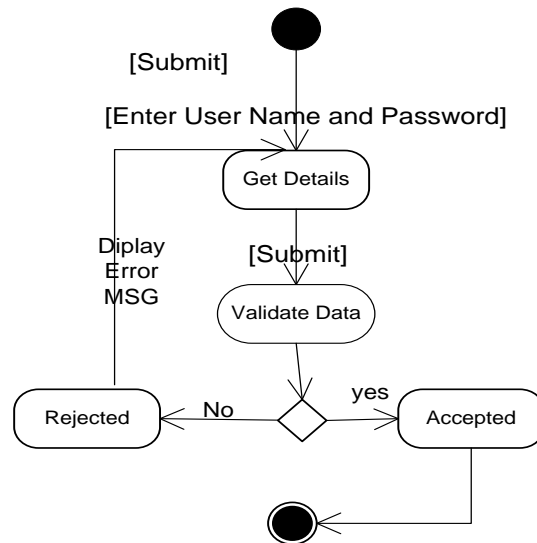 [Submit]
[Enter User Name and Password]
Get Details
Diplay
Error
MSG
[Submit]
Validate Data
Rejected
No
yes
Accepted